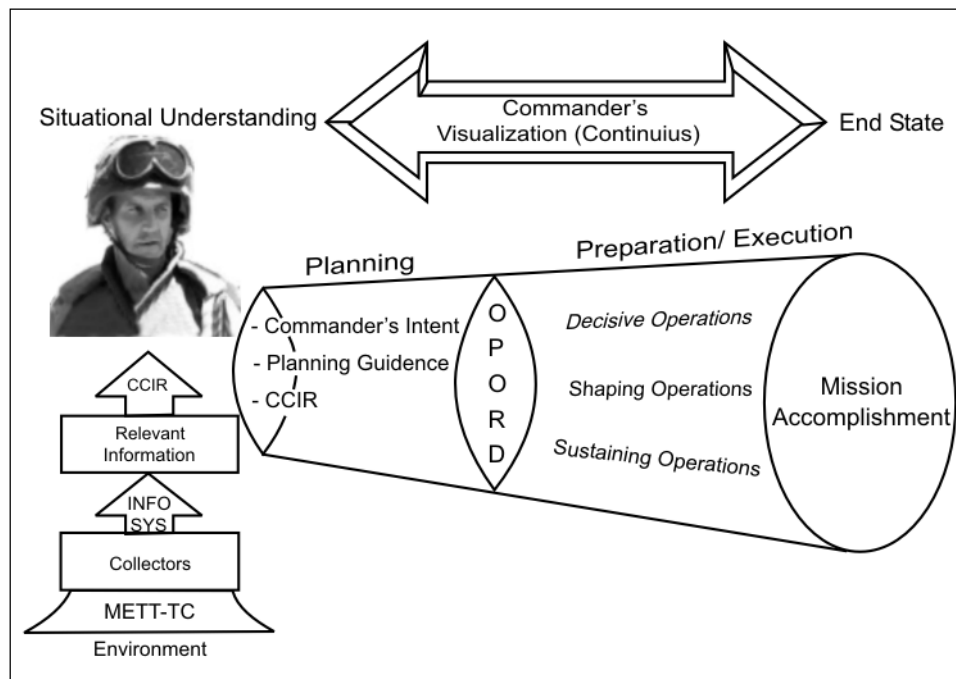 Situational Understanding
Commander's
Visualization (Continuius)
End State
Planning
Preparation/ Execution
- Commander's Intent
- Planning Guidence
- CCIR
O
P
O
R
D
Decisive Operations
Shaping Operations
Sustaining Operations
Mission
Accomplishment
CCIR
Relevant
Information
INFO
SYS
Collectors
METT-TC
Environment